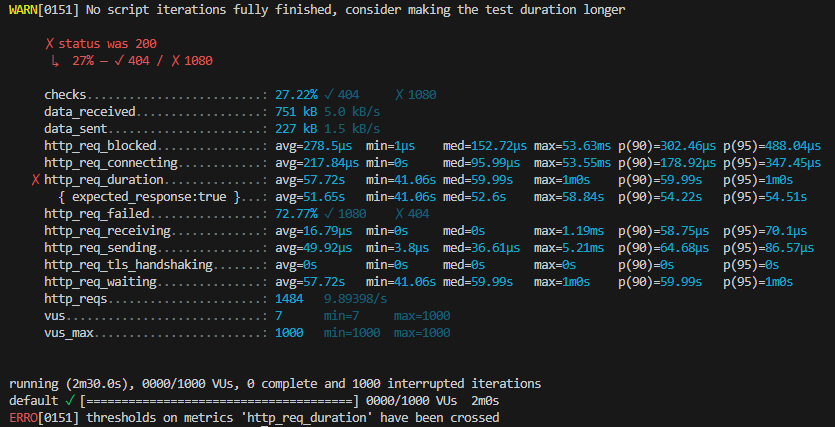 WARN[0151] No script iterations fully finished, consider making the test duration longer
✗ status was 200
↳ 27% — ✓ 404 / ✗ 1080
checks.........................: 27.22% ✓ 404 ✗ 1080
data_received..................: 751 kB 5.0 kB/s
data_sent......................: 227 kB 1.5 kB/s
http_req_blocked...............: avg=278.5µs min=1µs med=152.72µs max=53.63ms p(90)=302.46µs p(95)=488.04µs
http_req_connecting............: avg=217.84µs min=0s med=95.99µs max=53.55ms p(90)=178.92µs p(95)=347.45µs
✗ http_req_duration..............: avg=57.72s min=41.06s med=59.99s max=1m0s p(90)=59.99s p(95)=1m0s
{ expected_response:true }...: avg=51.65s min=41.06s med=52.6s max=58.84s p(90)=54.22s p(95)=54.51s
http_req_failed................: 72.77% ✓ 1080 ✗ 404
http_req_receiving.............: avg=16.79µs min=0s med=0s max=1.19ms p(90)=58.75µs p(95)=70.1µs
http_req_sending...............: avg=49.92µs min=3.8µs med=36.61µs max=5.21ms p(90)=64.68µs p(95)=86.57µs
http_req_tls_handshaking.......: avg=0s min=0s med=0s max=0s p(90)=0s p(95)=0s
http_req_waiting...............: avg=57.72s min=41.06s med=59.99s max=1m0s p(90)=59.99s p(95)=1m0s
http_reqs......................: 1484 9.89398/s
vus............................: 7 min=7 max=1000
vus_max........................: 1000 min=1000 max=1000
running (2m30.0s), 0000/1000 VUs, 0 complete and 1000 interrupted iterations
default ✓ [======================================] 0000/1000 VUs 2m0s
ERRO[0151] thresholds on metrics 'http_req_duration' have been crossed